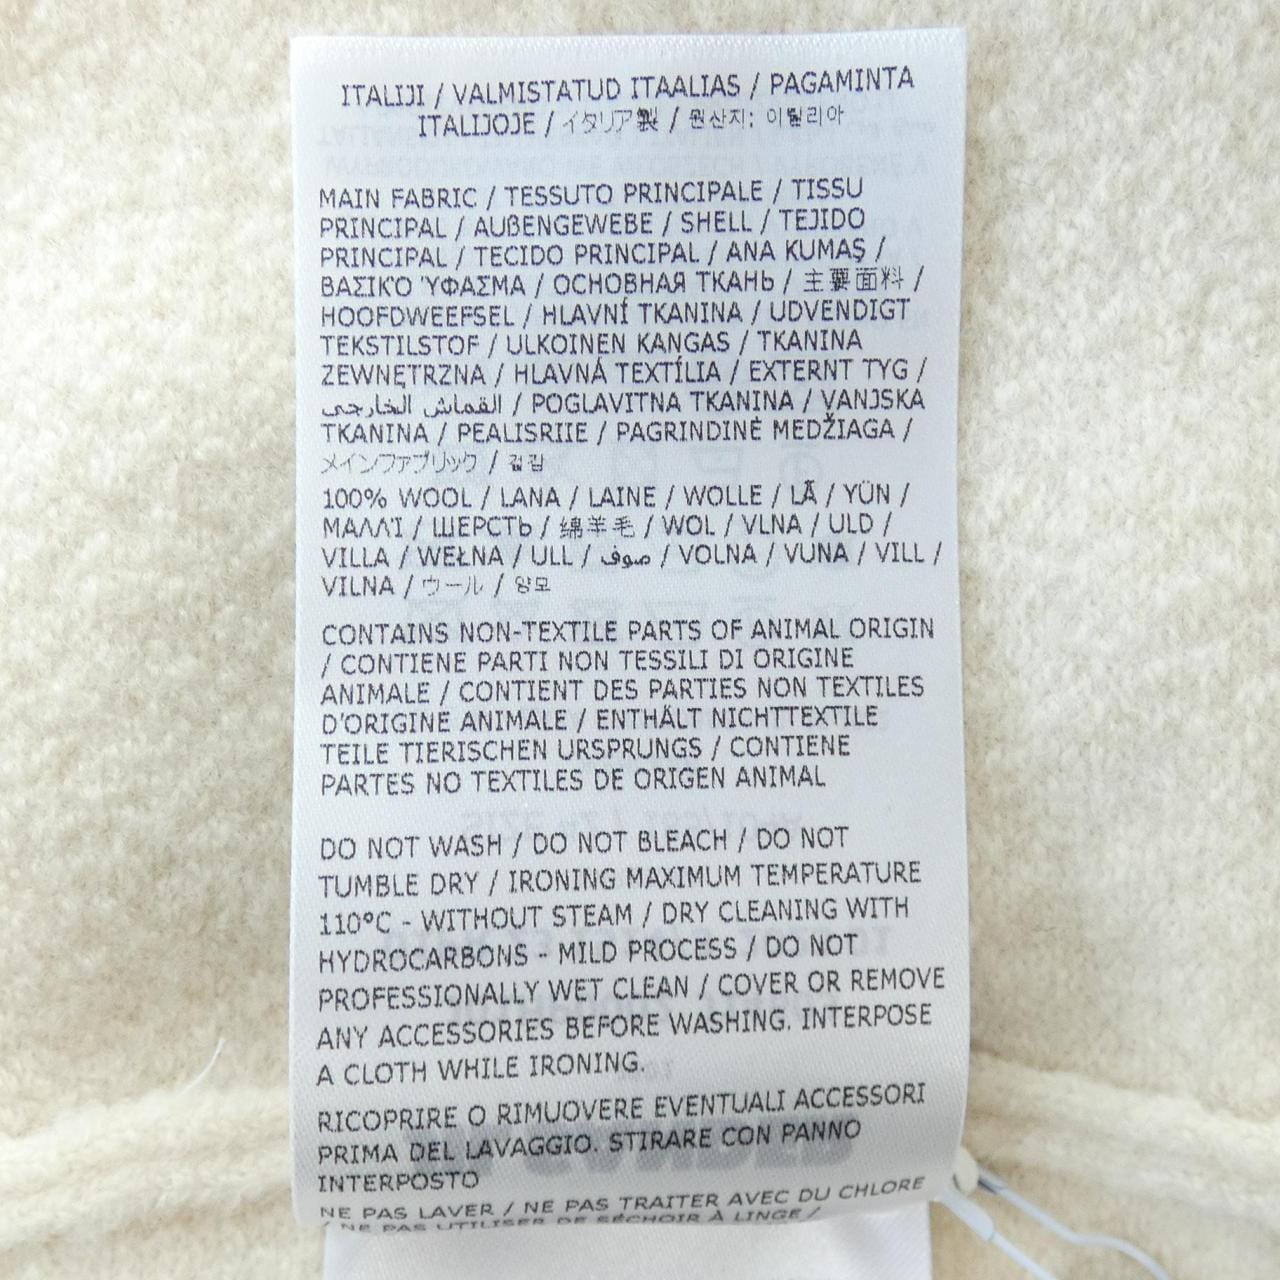 ITALIJI / VALMISTATUD ITAALIAS / PAGAMINTA
ITALIJOJE / イタリア製 / 원산지: 이탈리아
MAIN FABRIC / TESSUTO PRINCIPALE / TISSU
PRINCIPAL / AUßENGEWEBE / SHELL / TEJIDO
PRINCIPAL / TECIDO PRINCIPAL / ANA KUMAŞ /
ΒΑΣΙΚΌ ΎΦΑΣΜΑ / ОСНОВНАЯ ТКАНЬ / 主要面料 /
HOOFDWEEFSEL / HLAVNÍ TKANINA / UDVENDIGT
TEKSTILSTOF / ULKOINEN KANGAS / TKANINA
ZEWNĘTRZNA / HLAVNÁ TEXTÍLIA / EXTERNT TYG /
القماش الخارجي / POGLAVITNA TKANINA / VANJSKA
TKANINA / PEALISRIIE / PAGRINDINĖ MEDŽIAGA /
メインファブリック / 겉감
100% WOOL / LANA / LAINE / WOLLE / LÃ / YÜN /
ΜΑΛΛΊ / ШЕРСТЬ / 绵羊毛 / WOL / VLNA / ULD /
VILLA / WEŁNA / ULL / صوف / VOLNA / VUNA / VILL /
VILNA / ウール / 양모
CONTAINS NON-TEXTILE PARTS OF ANIMAL ORIGIN
/ CONTIENE PARTI NON TESSILI DI ORIGINE
ANIMALE / CONTIENT DES PARTIES NON TEXTILES
D'ORIGINE ANIMALE / ENTHÄLT NICHTTEXTILE
TEILE TIERISCHEN URSPRUNGS / CONTIENE
PARTES NO TEXTILES DE ORIGEN ANIMAL
DO NOT WASH / DO NOT BLEACH / DO NOT
TUMBLE DRY / IRONING MAXIMUM TEMPERATURE
110°C - WITHOUT STEAM / DRY CLEANING WITH
HYDROCARBONS - MILD PROCESS / DO NOT
PROFESSIONALLY WET CLEAN / COVER OR REMOVE
ANY ACCESSORIES BEFORE WASHING. INTERPOSE
A CLOTH WHILE IRONING.
RICOPRIRE O RIMUOVERE EVENTUALI ACCESSORI
PRIMA DEL LAVAGGIO. STIRARE CON PANNO
INTERPOSTO
NE PAS LAVER / NE PAS TRAITER AVEC DU CHLORE
/ NE PAS UTILISER DE SÉCHOIR À LINGE /